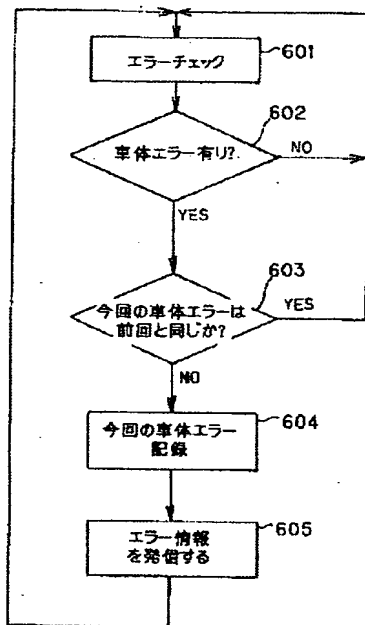 エラーチェック
601
602
車体エラー有り?
NO
YES
603
今回の車体エラーは
前回と同じか?
YES
NO
604
今回の車体エラー
記録
605
エラー情報
を発信する